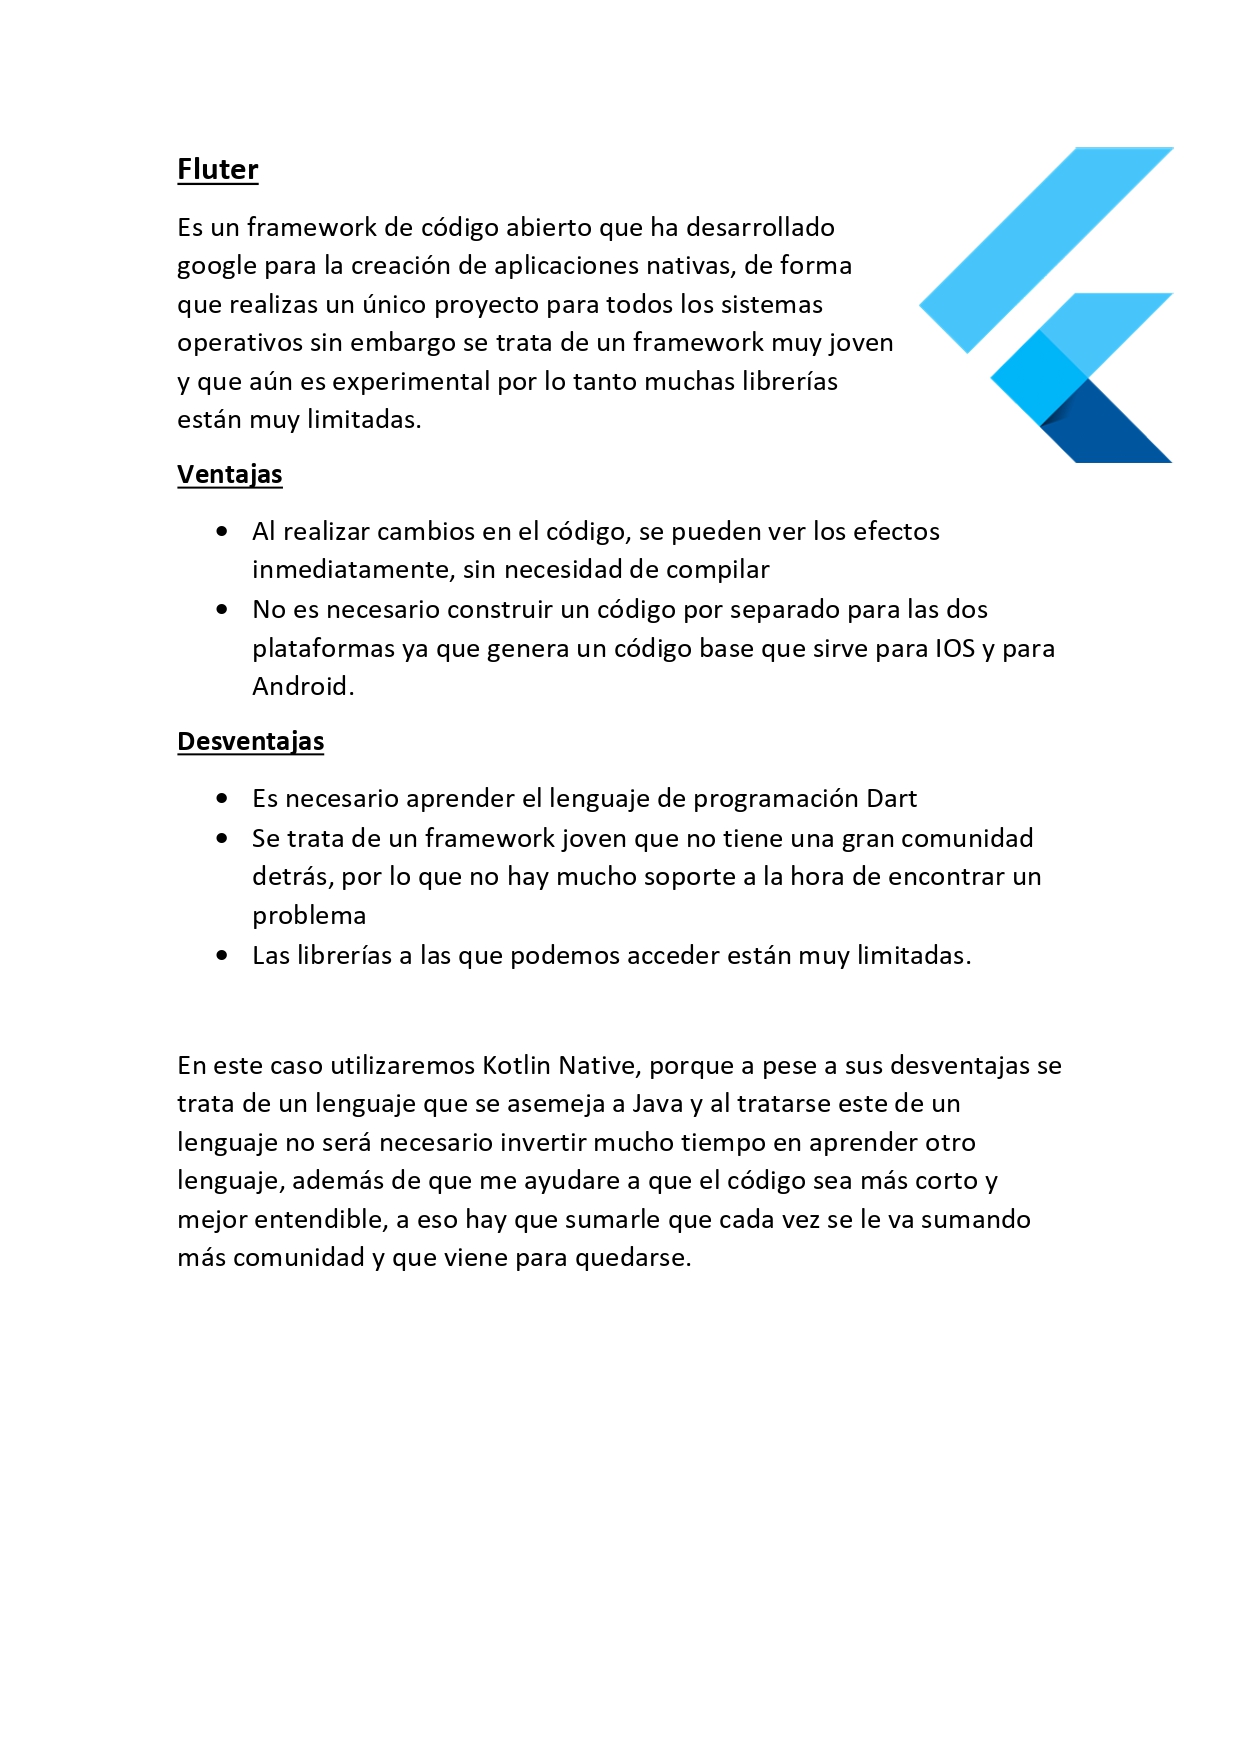 Fluter
Es un framework de código abierto que ha desarrollado
google para la creación de aplicaciones nativas, de forma
que realizas un único proyecto para todos los sistemas
operativos sin embargo se trata de un framework muy joven
y que aún es experimental por lo tanto muchas librerías
están muy limitadas.
Ventajas
• Al realizar cambios en el código, se pueden ver los efectos
inmediatamente, sin necesidad de compilar
• No es necesario construir un código por separado para las dos
plataformas ya que genera un código base que sirve para IOS y para
Android.
Desventajas
• Es necesario aprender el lenguaje de programación Dart
• Se trata de un framework joven que no tiene una gran comunidad
detrás, por lo que no hay mucho soporte a la hora de encontrar un
problema
• Las librerías a las que podemos acceder están muy limitadas.
En este caso utilizaremos Kotlin Native, porque a pese a sus desventajas se
trata de un lenguaje que se asemeja a Java y al tratarse este de un
lenguaje no será necesario invertir mucho tiempo en aprender otro
lenguaje, además de que me ayudare a que el código sea más corto y
mejor entendible, a eso hay que sumarle que cada vez se le va sumando
más comunidad y que viene para quedarse.